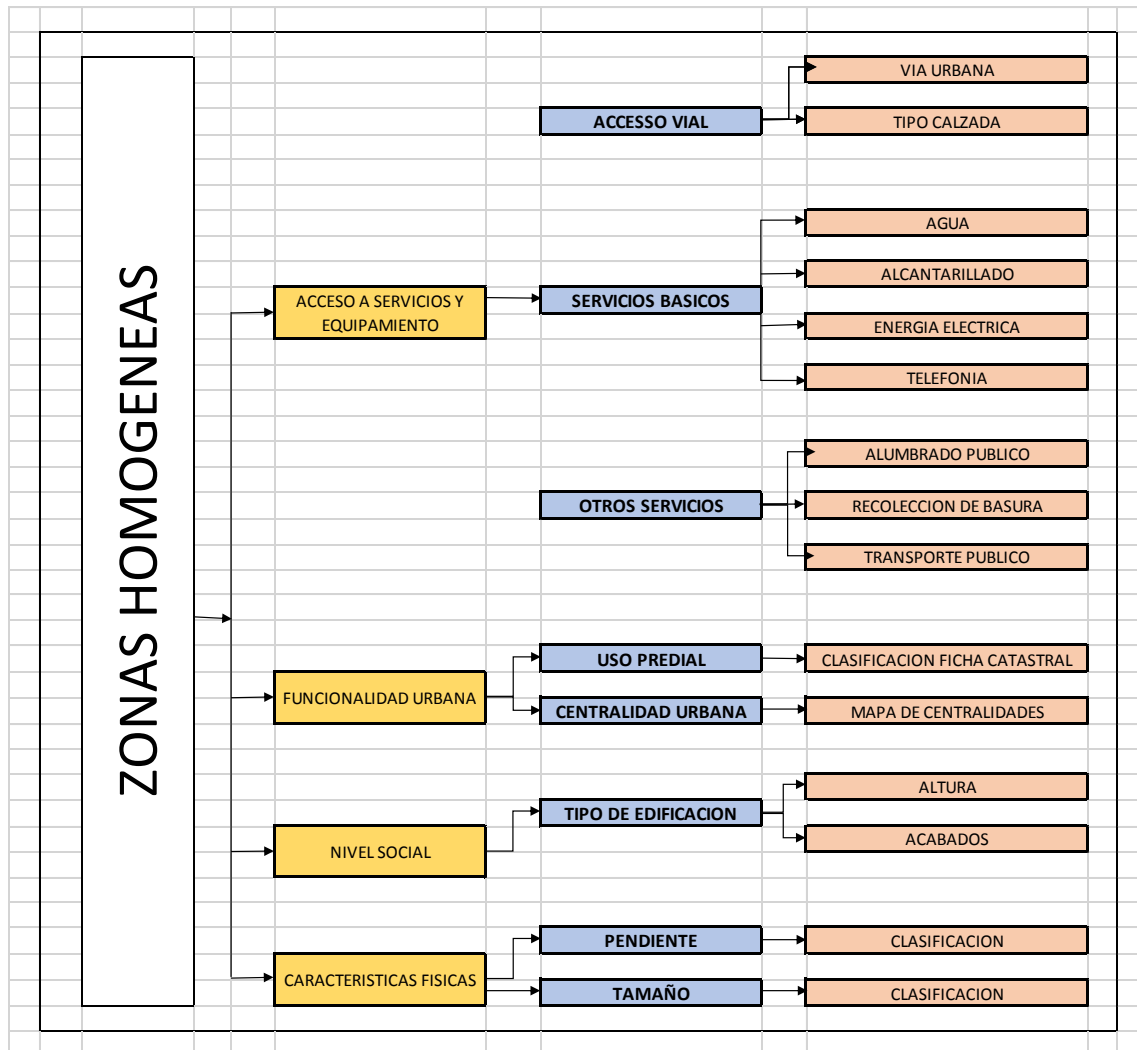 ZONAS HOMOGENEAS
VIA URBANA
ACCESSO VIAL
TIPO CALZADA
AGUA
ALCANTARILLADO
ACCESO A SERVICIOS Y
EQUIPAMIENTO
SERVICIOS BASICOS
ENERGIA ELECTRICA
TELEFONIA
ALUMBRADO PUBLICO
OTROS SERVICIOS
RECOLECCION DE BASURA
TRANSPORTE PUBLICO
FUNCIONALIDAD URBANA
USO PREDIAL
CLASIFICACION FICHA CATASTRAL
CENTRALIDAD URBANA
MAPA DE CENTRALIDADES
NIVEL SOCIAL
TIPO DE EDIFICACION
ALTURA
ACABADOS
CARACTERISTICAS FISICAS
PENDIENTE
CLASIFICACION
TAMAÑO
CLASIFICACION